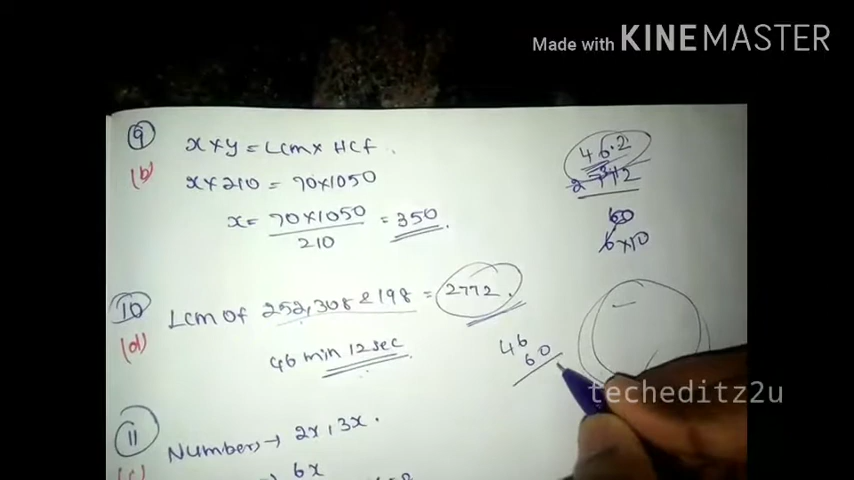 Made with KINEMASTER
9
(b)
x x y = Lcm x HCf .
x x 210 = 70 x 1050
x = 70 x 1050 / 210 = 350 .
46.2
2772
60
6 x 10
10
(d)
Lcm of 252, 308 & 198 = 2772 .
46 min 12 sec
46
60
techeditz2u
11
(c)
Numbers → 2x, 3x .
6x